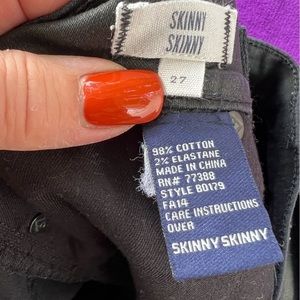 SKINNY
SKINNY
27
98% COTTON
2% ELASTANE
MADE IN CHINA
RN# 77388
STYLE B0179
FA14
CARE INSTRUCTIONS
OVER
SKINNY SKINNY